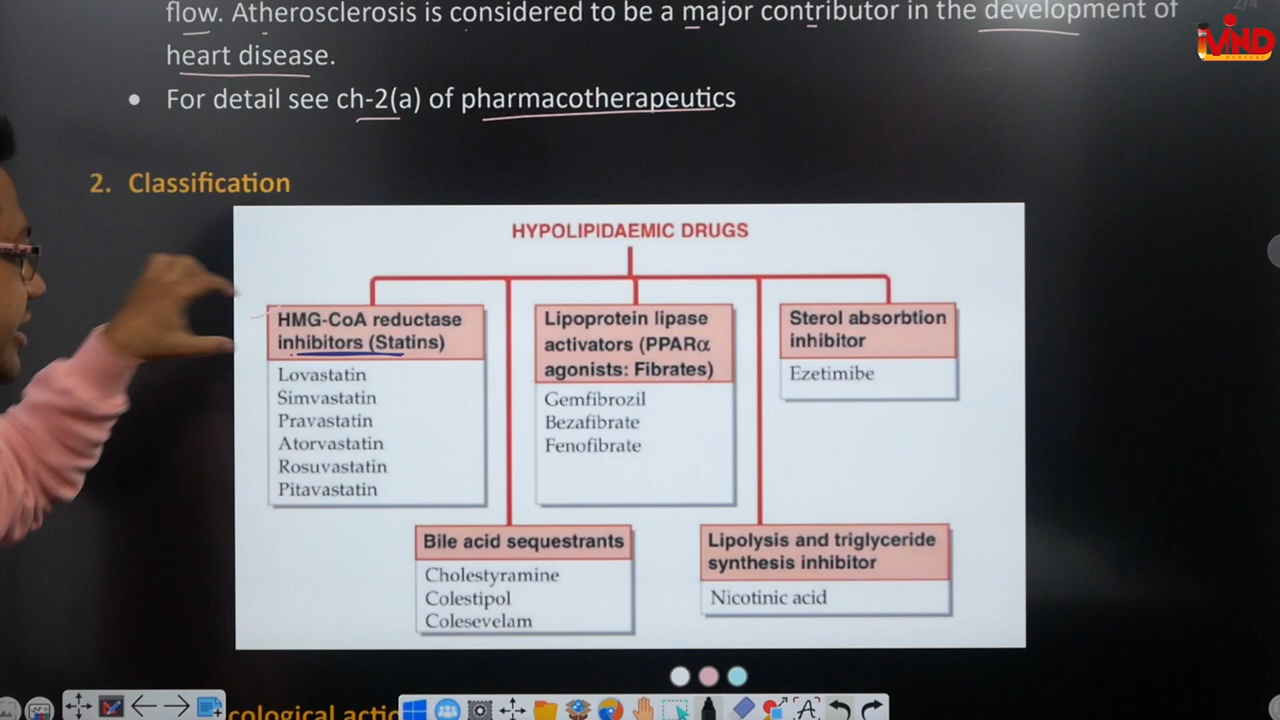 flow. Atherosclerosis is considered to be a major contributor in the development of
heart disease.
• For detail see ch-2(a) of pharmacotherapeutics
2. Classification
HYPOLIPIDAEMIC DRUGS
HMG-CoA reductase
inhibitors (Statins)
Lovastatin
Simvastatin
Pravastatin
Atorvastatin
Rosuvastatin
Pitavastatin
Lipoprotein lipase
activators (PPARα
agonists: Fibrates)
Gemfibrozil
Bezafibrate
Fenofibrate
Sterol absorbtion
inhibitor
Ezetimibe
Bile acid sequestrants
Cholestyramine
Colestipol
Colesevelam
Lipolysis and triglyceride
synthesis inhibitor
Nicotinic acid